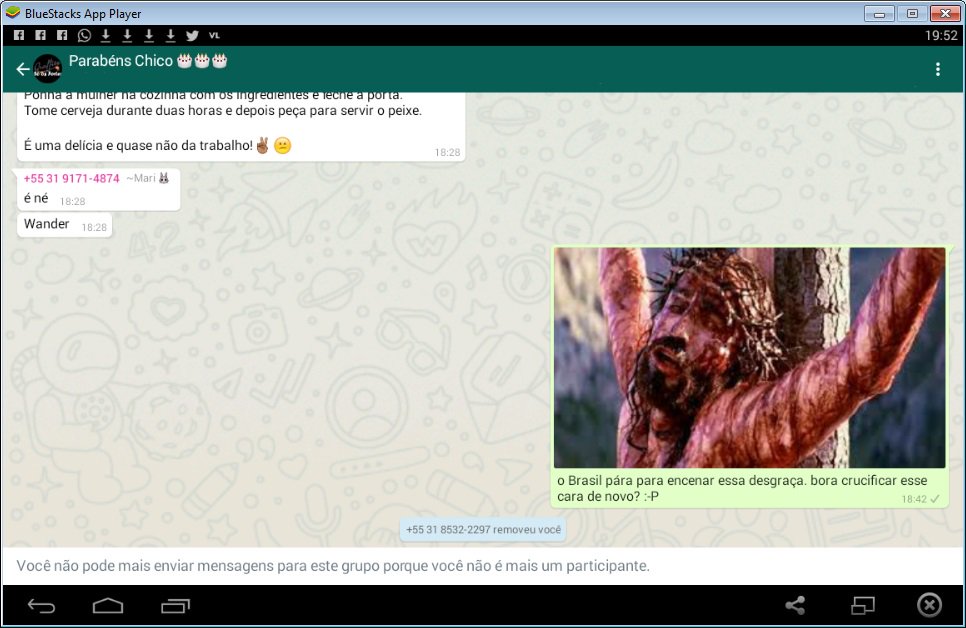 BlueStacks App Player
VL
19:52
Parabéns Chico
Ponha a mulher na cozinha com os ingredientes e feche a porta.
Tome cerveja durante duas horas e depois peça para servir o peixe.
É uma delícia e quase não da trabalho!
18:28
+55 31 9171-4874 ~Mari
é né 18:28
Wander 18:28
o Brasil pára para encenar essa desgraça. bora crucificar esse
cara de novo? :-P 18:42
+55 31 8532-2297 removeu você
Você não pode mais enviar mensagens para este grupo porque você não é mais um participante.